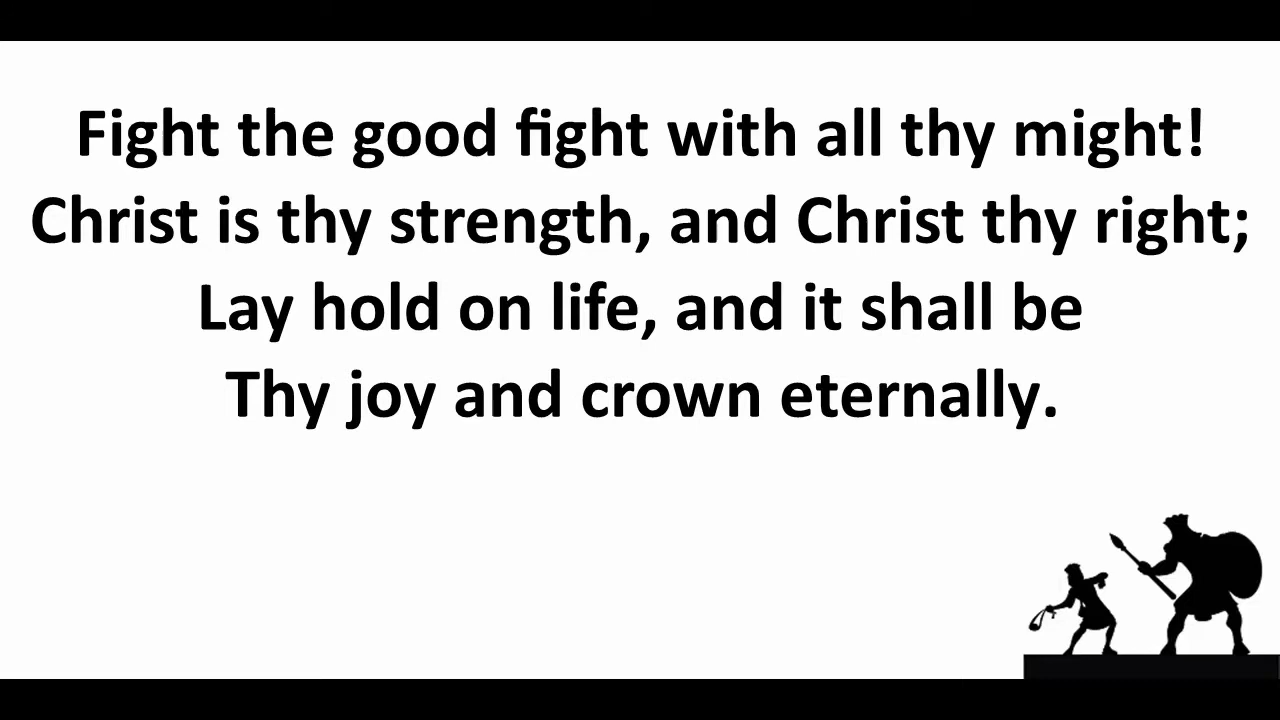 Fight the good fight with all thy might!
Christ is thy strength, and Christ thy right;
Lay hold on life, and it shall be
Thy joy and crown eternally.